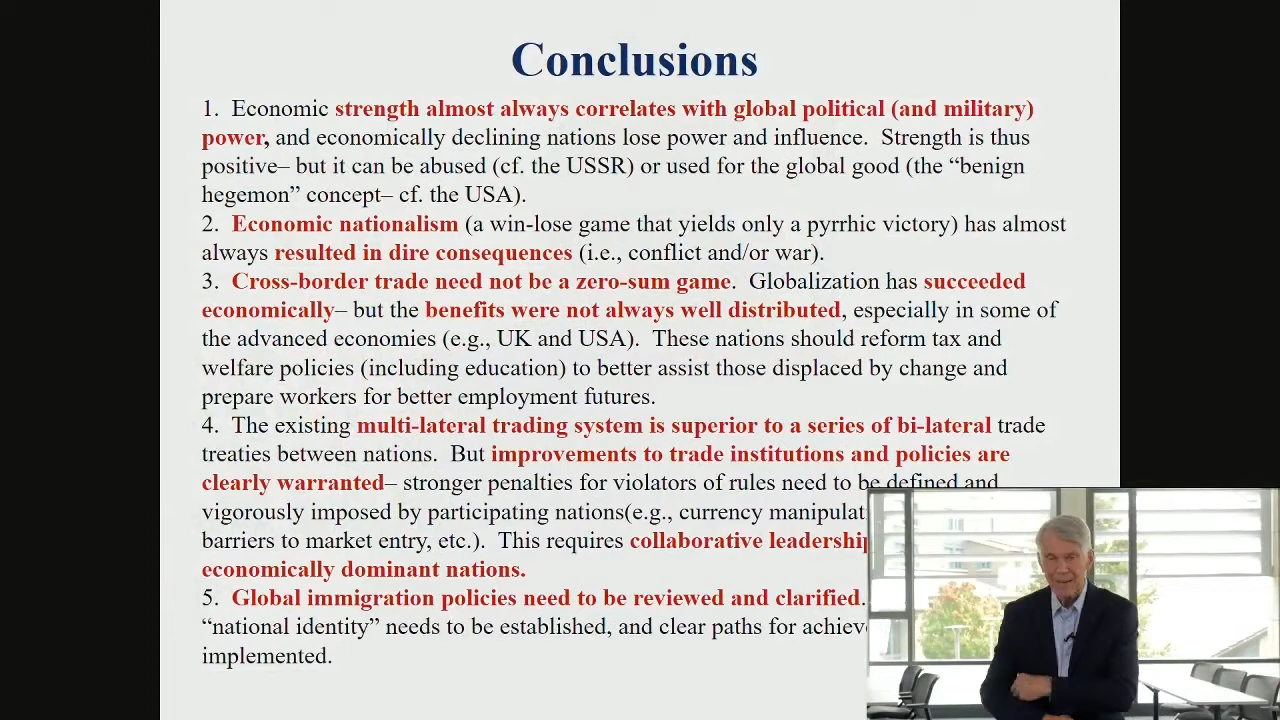 Conclusions
1. Economic strength almost always correlates with global political (and military)
power, and economically declining nations lose power and influence. Strength is thus
positive– but it can be abused (cf. the USSR) or used for the global good (the “benign
hegemon” concept– cf. the USA).
2. Economic nationalism (a win-lose game that yields only a pyrrhic victory) has almost
always resulted in dire consequences (i.e., conflict and/or war).
3. Cross-border trade need not be a zero-sum game. Globalization has succeeded
economically– but the benefits were not always well distributed, especially in some of
the advanced economies (e.g., UK and USA). These nations should reform tax and
welfare policies (including education) to better assist those displaced by change and
prepare workers for better employment futures.
4. The existing multi-lateral trading system is superior to a series of bi-lateral trade
treaties between nations. But improvements to trade institutions and policies are
clearly warranted– stronger penalties for violators of rules need to be defined and
vigorously imposed by participating nations(e.g., currency
barriers to market entry, etc.). This requires collaborative
economically dominant nations.
5. Global immigration policies need to be reviewed and clarified.
“national identity” needs to be established, and clear paths for
implemented.